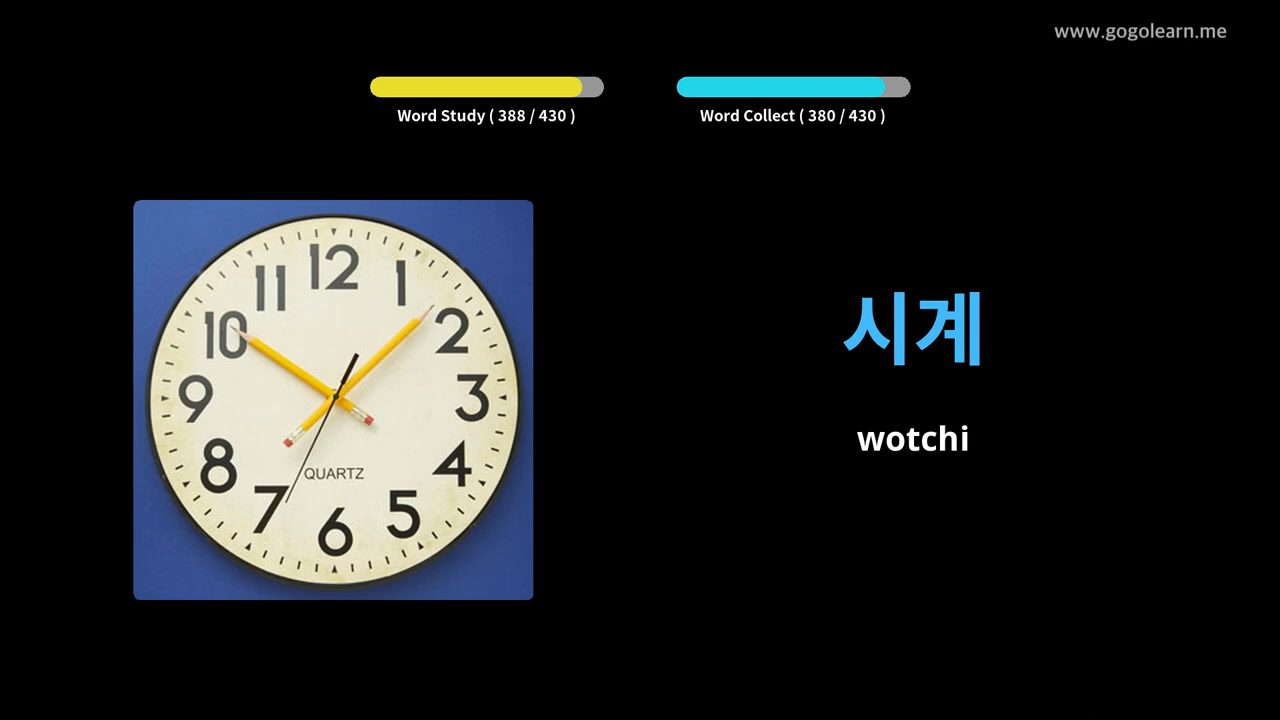 www.gogolearn.me
Word Study ( 388 / 430 )
Word Collect ( 380 / 430 )
12
11
1
10
2
9
3
8
4
QUARTZ
7
5
6
시계
wotchi